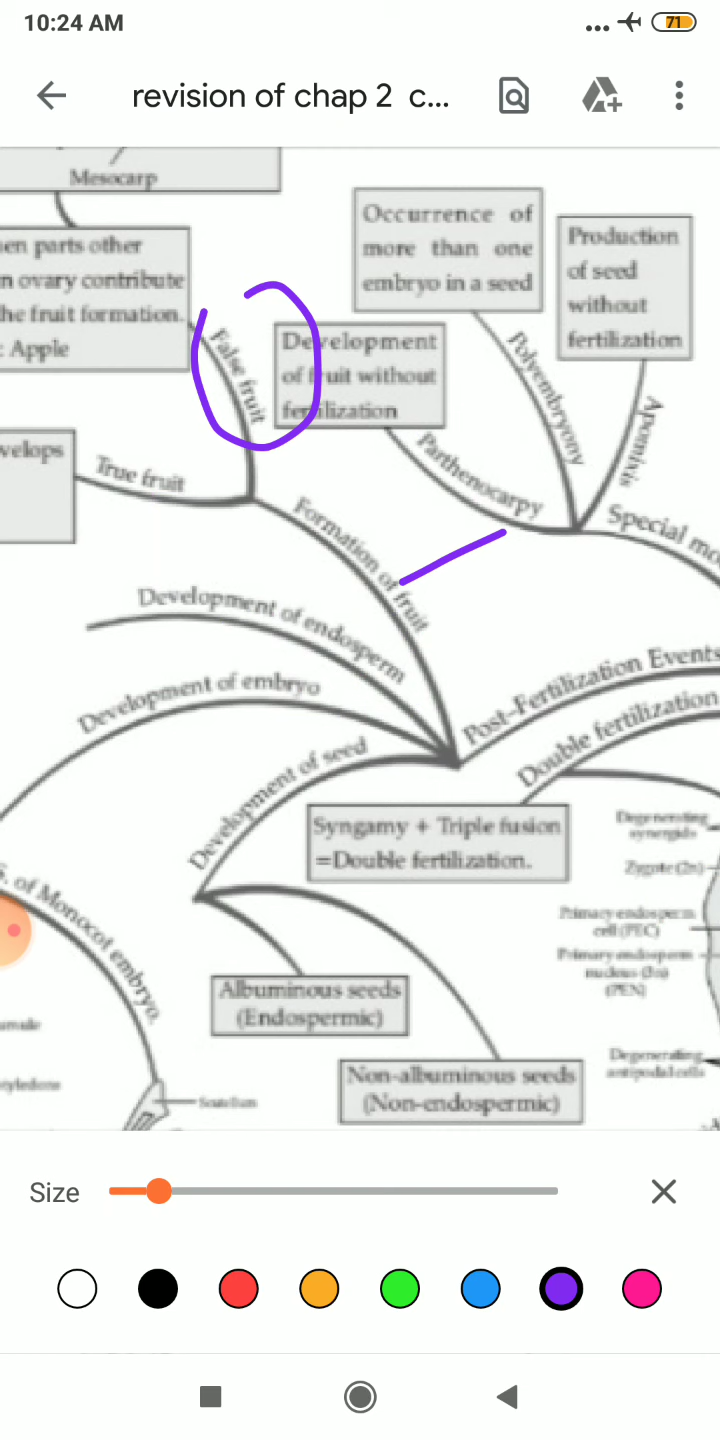 10:24 AM
71
revision of chap 2 c...
Mesocarp
en parts other
n ovary contribute
he fruit formation.
: Apple
Occurrence of
more than one
embryo in a seed
Production
of seed
without
fertilization
False fruit
Development
of fruit without
fertilization
Polyembryony
Apomixis
Parthenocarpy
Special mo
velops
True fruit
Formation of fruit
Development of endosperm
Development of embryo
Post-Fertilization Events
Double fertilization
Development of seed
Syngamy + Triple fusion
=Double fertilization.
Degenerating
synergids
Zygote (2n)
Primary endosperm
cell (PEC)
Primary endosperm
nucleus (3n)
(PEN)
Degenerating
antipodal cells
S. of Monocot embryo.
Albuminous seeds
(Endospermic)
Non-albuminous seeds
(Non-endospermic)
Scutellum
Size